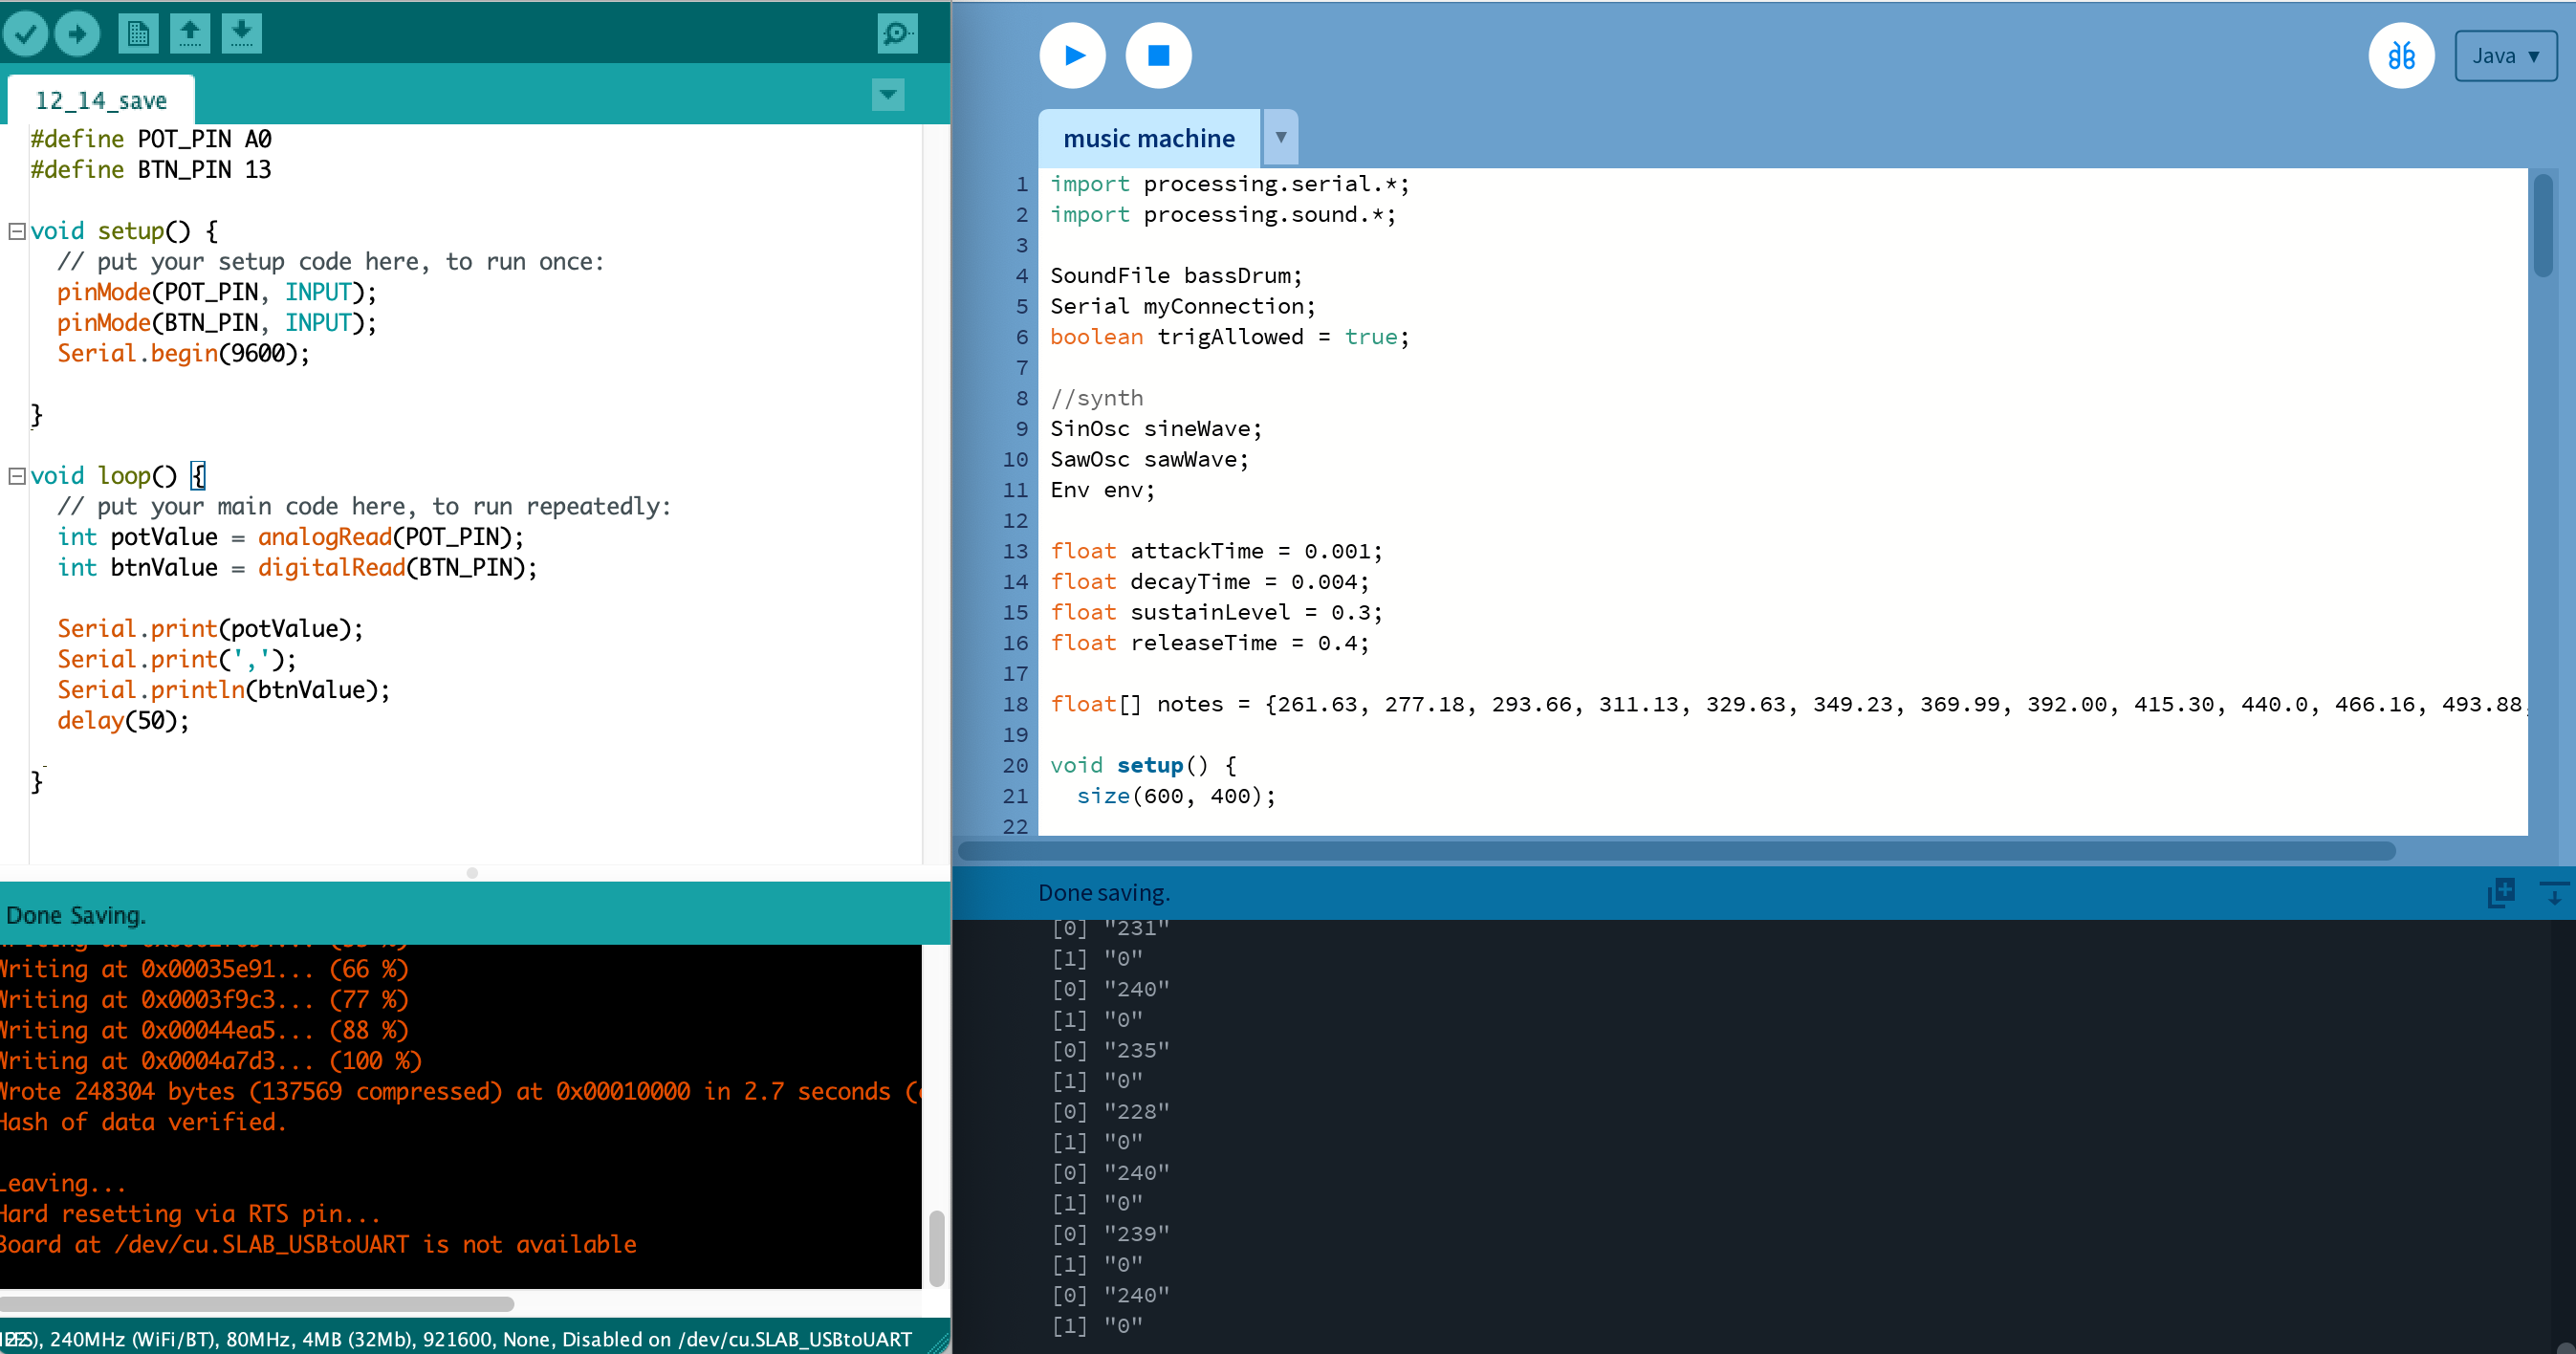 12_14_save
#define POT_PIN A0
#define BTN_PIN 13
void setup() {
// put your setup code here, to run once:
pinMode(POT_PIN, INPUT);
pinMode(BTN_PIN, INPUT);
Serial.begin(9600);
}
void loop() {
// put your main code here, to run repeatedly:
int potValue = analogRead(POT_PIN);
int btnValue = digitalRead(BTN_PIN);
Serial.print(potValue);
Serial.print(',');
Serial.println(btnValue);
delay(50);
}
Done Saving.
Writing at 0x00035e91... (66 %)
Writing at 0x0003f9c3... (77 %)
Writing at 0x00044ea5... (88 %)
Writing at 0x0004a7d3... (100 %)
Wrote 248304 bytes (137569 compressed) at 0x00010000 in 2.7 seconds (
Hash of data verified.
Leaving...
Hard resetting via RTS pin...
Board at /dev/cu.SLAB_USBtoUART is not available
240MHz (WiFi/BT), 80MHz, 4MB (32Mb), 921600, None, Disabled on /dev/cu.SLAB_USBtoUART
Java ▾
music machine
1 import processing.serial.*;
2 import processing.sound.*;
3
4 SoundFile bassDrum;
5 Serial myConnection;
6 boolean trigAllowed = true;
7
8 //synth
9 SinOsc sineWave;
10 SawOsc sawWave;
11 Env env;
12
13 float attackTime = 0.001;
14 float decayTime = 0.004;
15 float sustainLevel = 0.3;
16 float releaseTime = 0.4;
17
18 float[] notes = {261.63, 277.18, 293.66, 311.13, 329.63, 349.23, 369.99, 392.00, 415.30, 440.0, 466.16, 493.88,
19
20 void setup() {
21 size(600, 400);
22
Done saving.
[0] "231"
[1] "0"
[0] "240"
[1] "0"
[0] "235"
[1] "0"
[0] "228"
[1] "0"
[0] "240"
[1] "0"
[0] "239"
[1] "0"
[0] "240"
[1] "0"